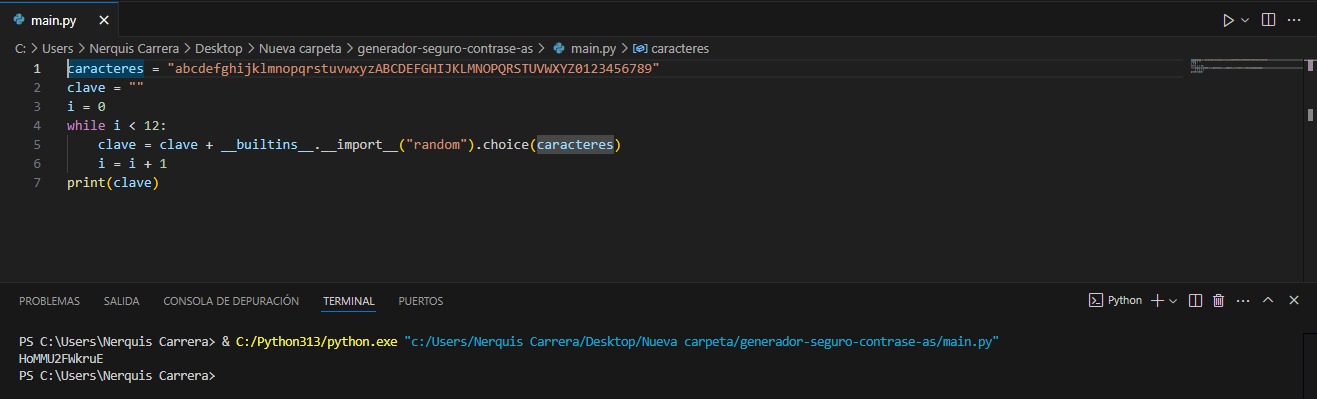 main.py
C: > Users > Nerquis Carrera > Desktop > Nueva carpeta > generador-seguro-contrase-as > main.py > caracteres
1 caracteres = "abcdefghijklmnopqrstuvwxyzABCDEFGHIJKLMNOPQRSTUVWXYZ0123456789"
2 clave = ""
3 i = 0
4 while i < 12:
5     clave = clave + __builtins__.__import__("random").choice(caracteres)
6     i = i + 1
7 print(clave)
PROBLEMAS SALIDA CONSOLA DE DEPURACIÓN TERMINAL PUERTOS Python
PS C:\Users\Nerquis Carrera> & C:/Python313/python.exe "c:/Users/Nerquis Carrera/Desktop/Nueva carpeta/generador-seguro-contrase-as/main.py"
HoMMU2FWkruE
PS C:\Users\Nerquis Carrera>